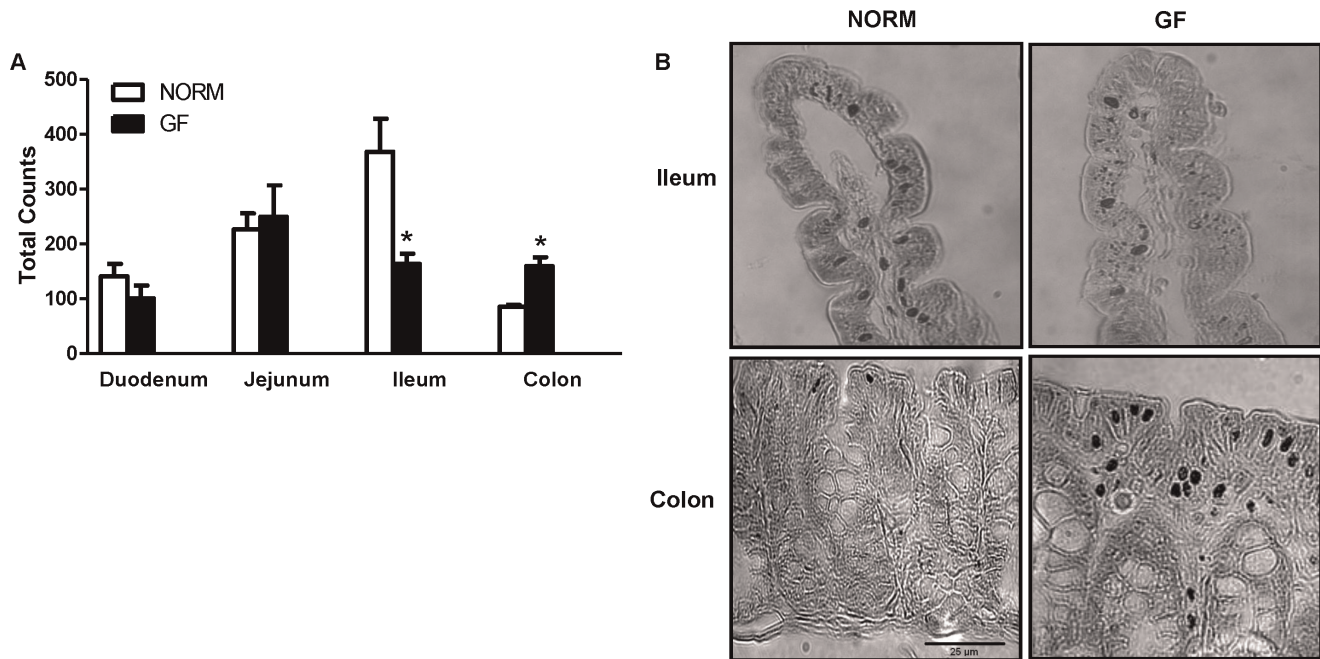 A
500
400
300
200
100
0
Total Counts
NORM
GF
*
*
Duodenum Jejunum Ileum Colon
B
NORM GF
Ileum
Colon
25 µm